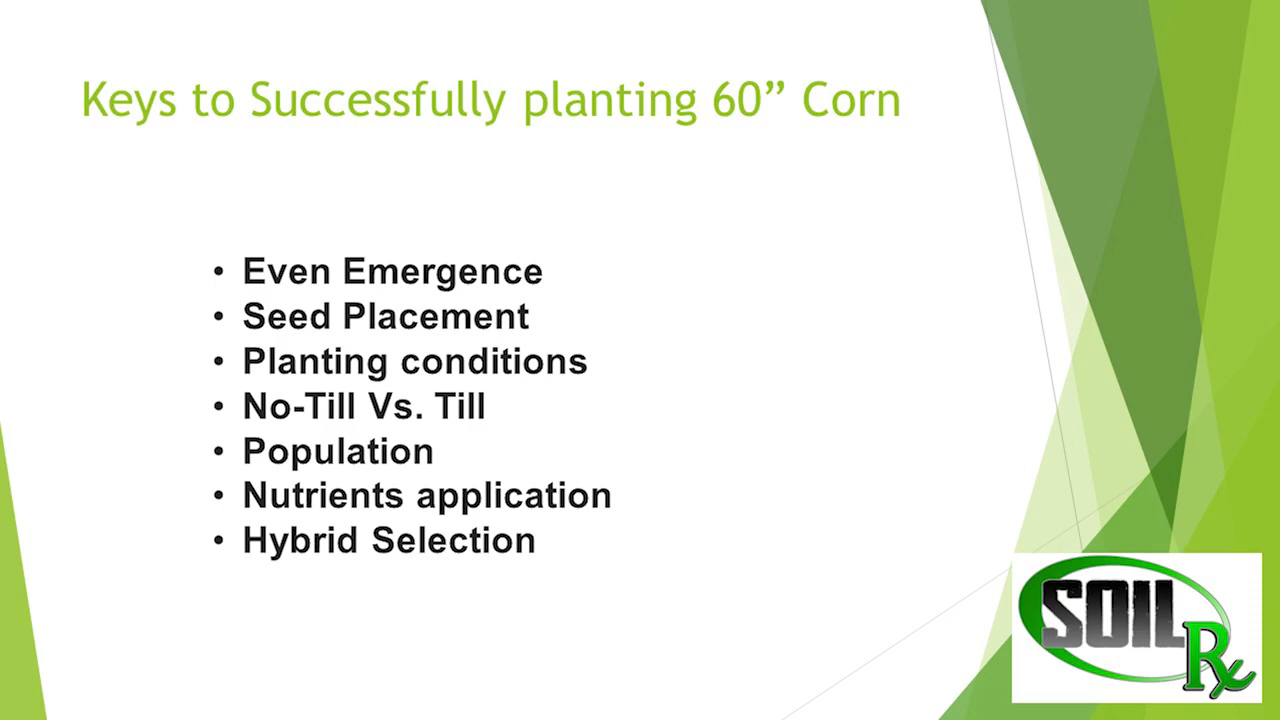 Keys to Successfully planting 60” Corn
• Even Emergence
• Seed Placement
• Planting conditions
• No-Till Vs. Till
• Population
• Nutrients application
• Hybrid Selection
SOIL
Rx